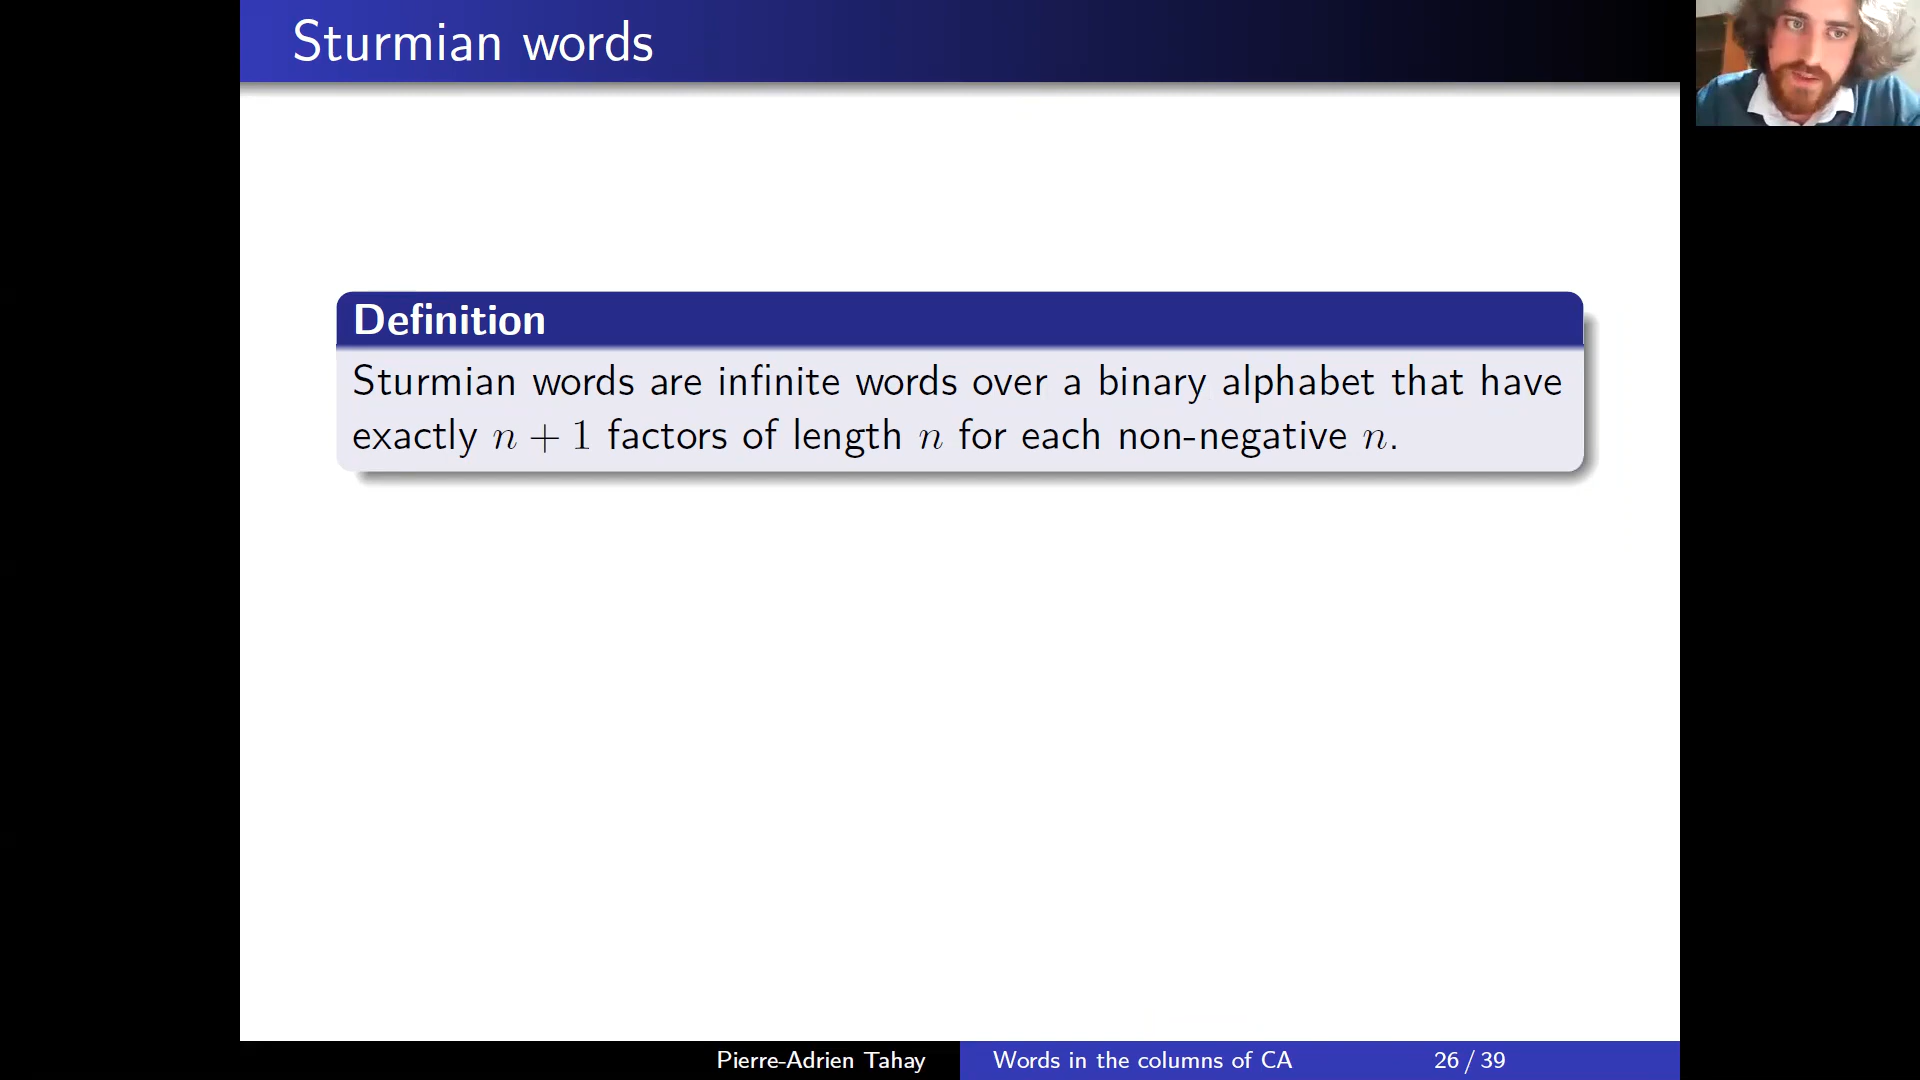 Sturmian words
Definition
Sturmian words are infinite words over a binary alphabet that have
exactly n + 1 factors of length n for each non-negative n.
Pierre-Adrien Tahay
Words in the columns of CA
26 / 39